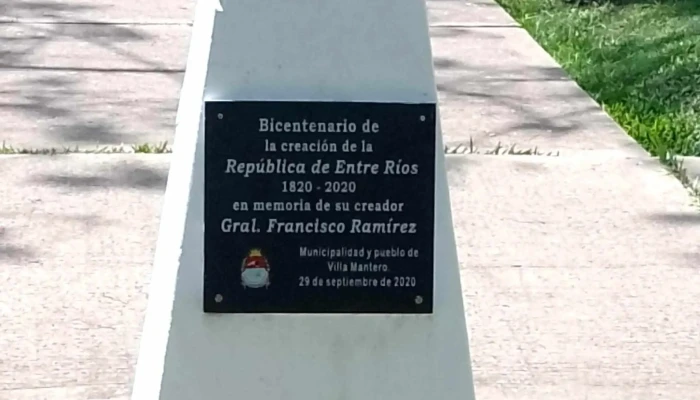 Bicentenario de
la creación de la
República de Entre Ríos
1820 - 2020
en memoria de su creador
Gral. Francisco Ramírez
Municipalidad y pueblo de
Villa Mantero
29 de septiembre de 2020